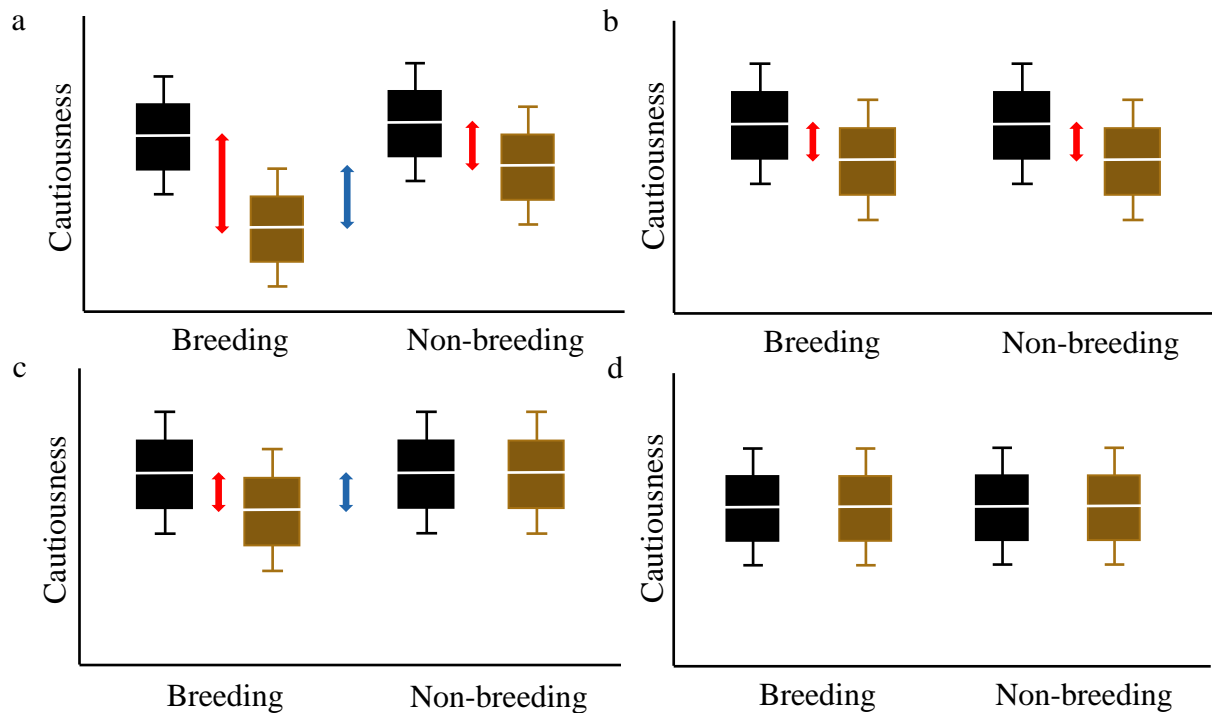 a
Cautiousness
Breeding
Non-breeding
b
Cautiousness
Breeding
Non-breeding
c
Cautiousness
Breeding
Non-breeding
d
Cautiousness
Breeding
Non-breeding